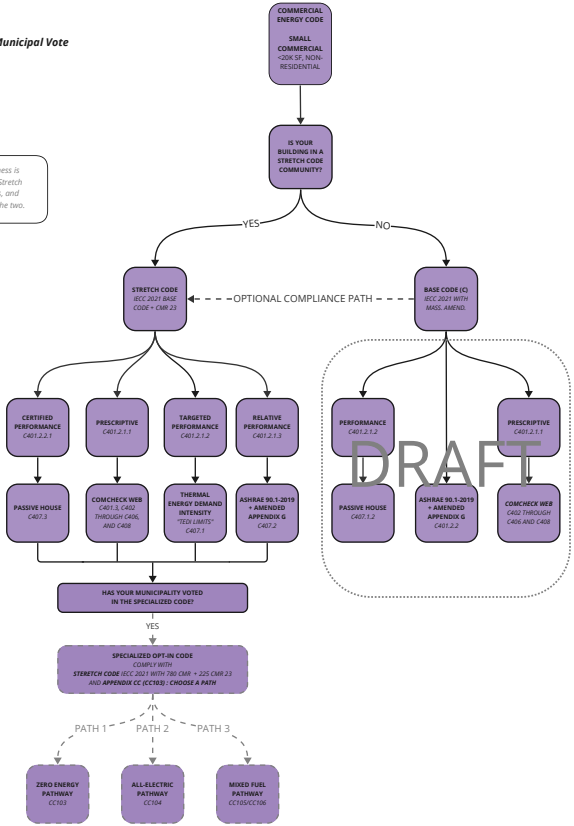 COMMERCIAL
ENERGY CODE
SMALL
COMMERCIAL
<20K SF, NON-
RESIDENTIAL
Municipal Vote
IS YOUR
BUILDING IN A
STRETCH CODE
COMMUNITY?
ness is
Stretch
s, and
he two.
YES
NO
STRETCH CODE
IECC 2021 BASE
CODE + CMR 23
OPTIONAL COMPLIANCE PATH
BASE CODE (C)
IECC 2021 WITH
MASS. AMEND.
CERTIFIED
PERFORMANCE
C401.2.2.1
PRESCRIPTIVE
C401.2.1.1
TARGETED
PERFORMANCE
C401.2.1.2
RELATIVE
PERFORMANCE
C401.2.1.3
PERFORMANCE
C401.2.1.2
PRESCRIPTIVE
C401.2.1.1
DRAFT
PASSIVE HOUSE
C407.3
COMCHECK WEB
C401.3, C402
THROUGH C406,
AND C408
THERMAL
ENERGY DEMAND
INTENSITY
"TEDI LIMITS"
C407.1
ASHRAE 90.1-2019
+ AMENDED
APPENDIX G
C407.2
PASSIVE HOUSE
C407.1.2
ASHRAE 90.1-2019
+ AMENDED
APPENDIX G
C401.2.2
COMCHECK WEB
C402 THROUGH
C406 AND C408
HAS YOUR MUNICIPALITY VOTED
IN THE SPECIALIZED CODE?
YES
SPECIALIZED OPT-IN CODE
COMPLY WITH
STERETCH CODE IECC 2021 WITH 780 CMR + 225 CMR 23
AND APPENDIX CC (CC103) : CHOOSE A PATH
PATH 1
PATH 2
PATH 3
ZERO ENERGY
PATHWAY
CC103
ALL-ELECTRIC
PATHWAY
CC104
MIXED FUEL
PATHWAY
CC105/CC106